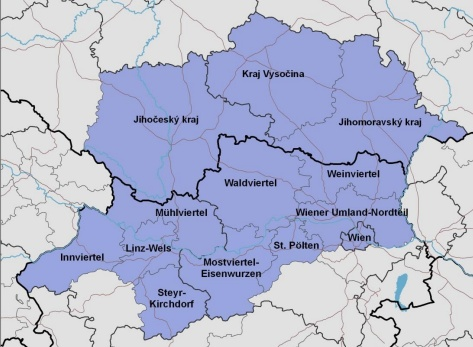 Kraj Vysočina
Jihočeský kraj
Jihomoravský kraj
Weinviertel
Waldviertel
Mühlviertel
Wiener Umland-Nordteil
Wien
St. Pölten
Linz-Wels
Innviertel
Mostviertel-
Eisenwurzen
Steyr-
Kirchdorf